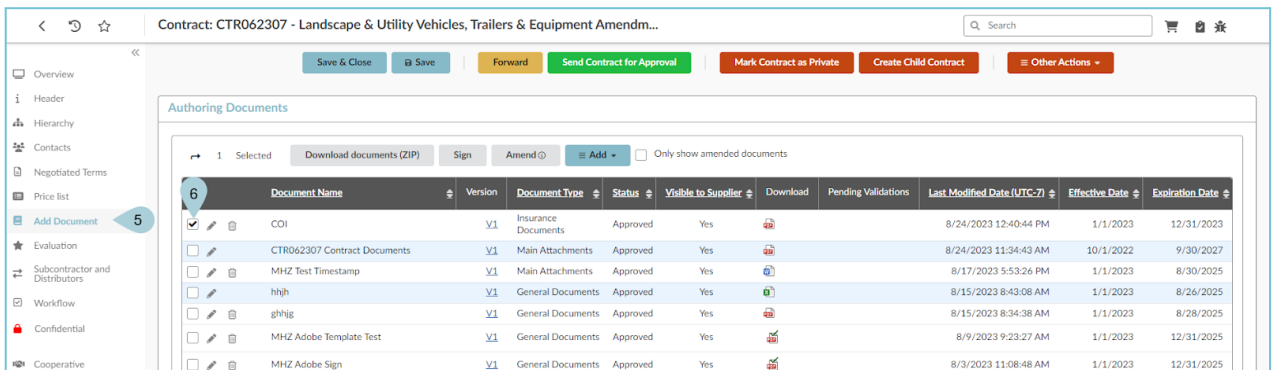 Contract: CTR062307 - Landscape & Utility Vehicles, Trailers & Equipment Amendm...
Search
Save & Close
Save
Forward
Send Contract for Approval
Mark Contract as Private
Create Child Contract
Other Actions
Overview
Header
Hierarchy
Contacts
Negotiated Terms
Price list
Add Document
5
Evaluation
Subcontractor and
Distributors
Workflow
Confidential
Cooperative
Authoring Documents
1 Selected
Download documents (ZIP)
Sign
Amend
Add
Only show amended documents
6
Document Name Version Document Type Status Visible to Supplier Download Pending Validations Last Modified Date (UTC-7) Effective Date Expiration Date
COI V1 Insurance Documents Approved Yes 8/24/2023 12:40:44 PM 1/1/2023 12/31/2023
CTR062307 Contract Documents V1 Main Attachments Approved Yes 8/24/2023 11:34:43 AM 10/1/2022 9/30/2027
MHZ Test Timestamp V1 Main Attachments Approved Yes 8/17/2023 5:53:26 PM 1/1/2023 8/30/2025
hhjh V1 General Documents Approved Yes 8/15/2023 8:43:08 AM 1/1/2023 8/26/2025
ghhjg V1 General Documents Approved Yes 8/15/2023 8:34:38 AM 1/1/2023 8/28/2025
MHZ Adobe Template Test V1 General Documents Approved Yes 8/9/2023 9:23:27 AM 1/1/2023 12/31/2025
MHZ Adobe Sign V1 General Documents Approved Yes 8/3/2023 11:08:48 AM 1/1/2023 12/31/2025